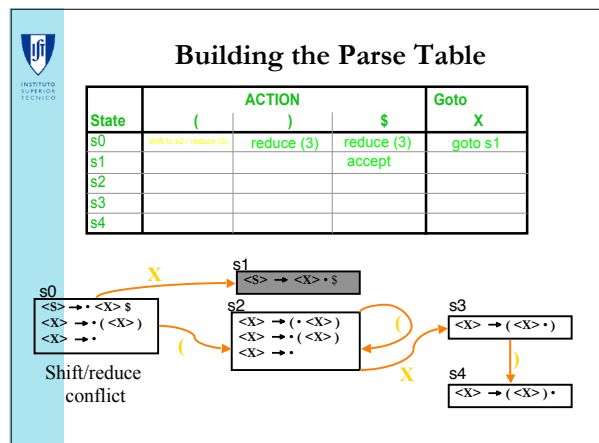 Building the Parse Table
INSTITUTO
SUPERIOR
TÉCNICO
ACTION Goto
State ( ) $ X
s0 shift to s2 / reduce (3) reduce (3) reduce (3) goto s1
s1 accept
s2
s3
s4
s0
<S> → • <X> $
<X> → • ( <X> )
<X> → •
Shift/reduce
conflict
X
(
s1
<S> → <X> • $
s2
<X> → ( • <X> )
<X> → • ( <X> )
<X> → •
(
X
s3
<X> → ( <X> • )
)
s4
<X> → ( <X> ) •